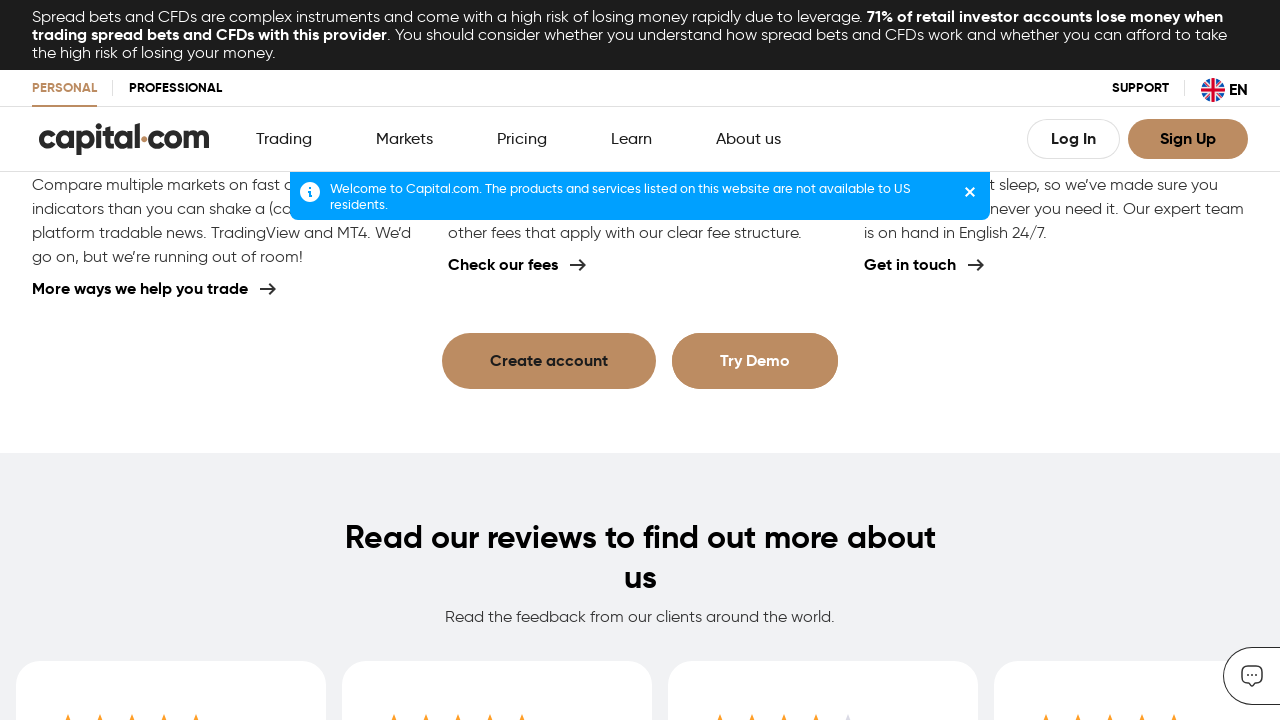 Spread bets and CFDs are complex instruments and come with a high risk of losing money rapidly due to leverage. 71% of retail investor accounts lose money when
trading spread bets and CFDs with this provider. You should consider whether you understand how spread bets and CFDs work and whether you can afford to take
the high risk of losing your money.
PERSONAL PROFESSIONAL SUPPORT EN
capital.com Trading Markets Pricing Learn About us Log In Sign Up
Welcome to Capital.com. The products and services listed on this website are not available to US
residents.
Compare multiple markets on fast
indicators than you can shake a
platform tradable news. TradingView and MT4. We’d
go on, but we’re running out of room!
More ways we help you trade
other fees that apply with our clear fee structure.
Check our fees
sleep, so we’ve made sure you
you need it. Our expert team
is on hand in English 24/7.
Get in touch
Create account Try Demo
Read our reviews to find out more about
us
Read the feedback from our clients around the world.